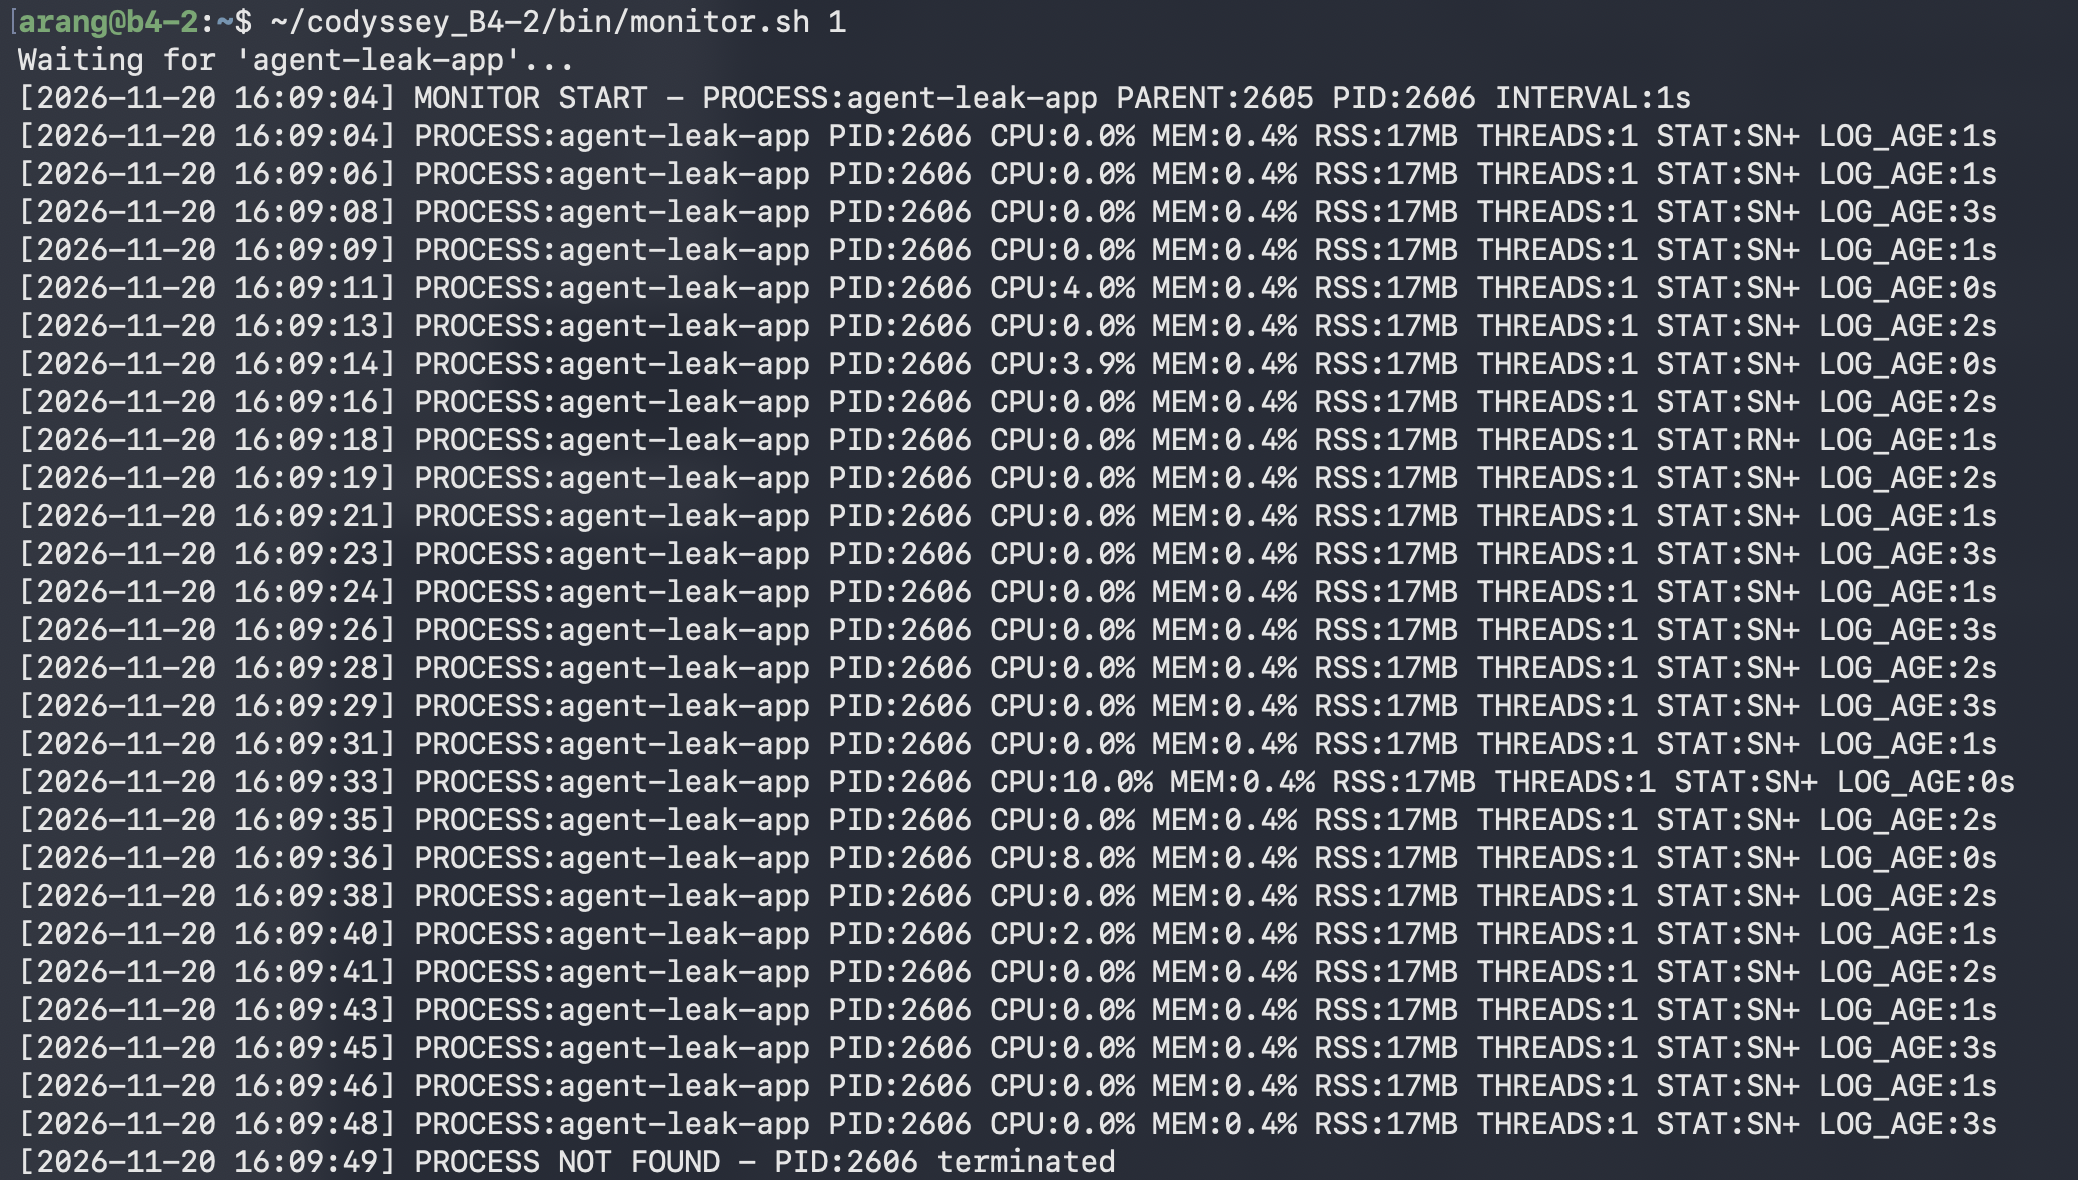 [arang@b4-2:~$ ~/codyssey_B4-2/bin/monitor.sh 1
Waiting for 'agent-leak-app'...
[2026-11-20 16:09:04] MONITOR START - PROCESS:agent-leak-app PARENT:2605 PID:2606 INTERVAL:1s
[2026-11-20 16:09:04] PROCESS:agent-leak-app PID:2606 CPU:0.0% MEM:0.4% RSS:17MB THREADS:1 STAT:SN+ LOG_AGE:1s
[2026-11-20 16:09:06] PROCESS:agent-leak-app PID:2606 CPU:0.0% MEM:0.4% RSS:17MB THREADS:1 STAT:SN+ LOG_AGE:1s
[2026-11-20 16:09:08] PROCESS:agent-leak-app PID:2606 CPU:0.0% MEM:0.4% RSS:17MB THREADS:1 STAT:SN+ LOG_AGE:3s
[2026-11-20 16:09:09] PROCESS:agent-leak-app PID:2606 CPU:0.0% MEM:0.4% RSS:17MB THREADS:1 STAT:SN+ LOG_AGE:1s
[2026-11-20 16:09:11] PROCESS:agent-leak-app PID:2606 CPU:4.0% MEM:0.4% RSS:17MB THREADS:1 STAT:SN+ LOG_AGE:0s
[2026-11-20 16:09:13] PROCESS:agent-leak-app PID:2606 CPU:0.0% MEM:0.4% RSS:17MB THREADS:1 STAT:SN+ LOG_AGE:2s
[2026-11-20 16:09:14] PROCESS:agent-leak-app PID:2606 CPU:3.9% MEM:0.4% RSS:17MB THREADS:1 STAT:SN+ LOG_AGE:0s
[2026-11-20 16:09:16] PROCESS:agent-leak-app PID:2606 CPU:0.0% MEM:0.4% RSS:17MB THREADS:1 STAT:SN+ LOG_AGE:2s
[2026-11-20 16:09:18] PROCESS:agent-leak-app PID:2606 CPU:0.0% MEM:0.4% RSS:17MB THREADS:1 STAT:RN+ LOG_AGE:1s
[2026-11-20 16:09:19] PROCESS:agent-leak-app PID:2606 CPU:0.0% MEM:0.4% RSS:17MB THREADS:1 STAT:SN+ LOG_AGE:2s
[2026-11-20 16:09:21] PROCESS:agent-leak-app PID:2606 CPU:0.0% MEM:0.4% RSS:17MB THREADS:1 STAT:SN+ LOG_AGE:1s
[2026-11-20 16:09:23] PROCESS:agent-leak-app PID:2606 CPU:0.0% MEM:0.4% RSS:17MB THREADS:1 STAT:SN+ LOG_AGE:3s
[2026-11-20 16:09:24] PROCESS:agent-leak-app PID:2606 CPU:0.0% MEM:0.4% RSS:17MB THREADS:1 STAT:SN+ LOG_AGE:1s
[2026-11-20 16:09:26] PROCESS:agent-leak-app PID:2606 CPU:0.0% MEM:0.4% RSS:17MB THREADS:1 STAT:SN+ LOG_AGE:3s
[2026-11-20 16:09:28] PROCESS:agent-leak-app PID:2606 CPU:0.0% MEM:0.4% RSS:17MB THREADS:1 STAT:SN+ LOG_AGE:2s
[2026-11-20 16:09:29] PROCESS:agent-leak-app PID:2606 CPU:0.0% MEM:0.4% RSS:17MB THREADS:1 STAT:SN+ LOG_AGE:3s
[2026-11-20 16:09:31] PROCESS:agent-leak-app PID:2606 CPU:0.0% MEM:0.4% RSS:17MB THREADS:1 STAT:SN+ LOG_AGE:1s
[2026-11-20 16:09:33] PROCESS:agent-leak-app PID:2606 CPU:10.0% MEM:0.4% RSS:17MB THREADS:1 STAT:SN+ LOG_AGE:0s
[2026-11-20 16:09:35] PROCESS:agent-leak-app PID:2606 CPU:0.0% MEM:0.4% RSS:17MB THREADS:1 STAT:SN+ LOG_AGE:2s
[2026-11-20 16:09:36] PROCESS:agent-leak-app PID:2606 CPU:8.0% MEM:0.4% RSS:17MB THREADS:1 STAT:SN+ LOG_AGE:0s
[2026-11-20 16:09:38] PROCESS:agent-leak-app PID:2606 CPU:0.0% MEM:0.4% RSS:17MB THREADS:1 STAT:SN+ LOG_AGE:2s
[2026-11-20 16:09:40] PROCESS:agent-leak-app PID:2606 CPU:2.0% MEM:0.4% RSS:17MB THREADS:1 STAT:SN+ LOG_AGE:1s
[2026-11-20 16:09:41] PROCESS:agent-leak-app PID:2606 CPU:0.0% MEM:0.4% RSS:17MB THREADS:1 STAT:SN+ LOG_AGE:2s
[2026-11-20 16:09:43] PROCESS:agent-leak-app PID:2606 CPU:0.0% MEM:0.4% RSS:17MB THREADS:1 STAT:SN+ LOG_AGE:1s
[2026-11-20 16:09:45] PROCESS:agent-leak-app PID:2606 CPU:0.0% MEM:0.4% RSS:17MB THREADS:1 STAT:SN+ LOG_AGE:3s
[2026-11-20 16:09:46] PROCESS:agent-leak-app PID:2606 CPU:0.0% MEM:0.4% RSS:17MB THREADS:1 STAT:SN+ LOG_AGE:1s
[2026-11-20 16:09:48] PROCESS:agent-leak-app PID:2606 CPU:0.0% MEM:0.4% RSS:17MB THREADS:1 STAT:SN+ LOG_AGE:3s
[2026-11-20 16:09:49] PROCESS NOT FOUND - PID:2606 terminated